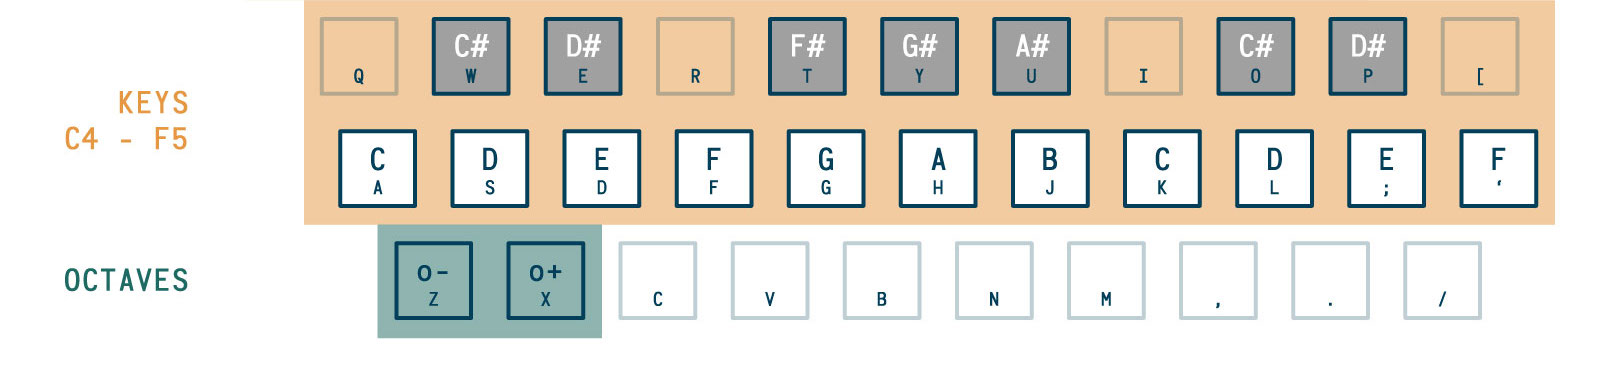 C# D# F# G# A# C# D#
Q W E R T Y U I O P [
KEYS
C4 - F5
C D E F G A B C D E F
A S D F G H J K L ; ‘
OCTAVES
O- O+
Z X C V B N M , . /